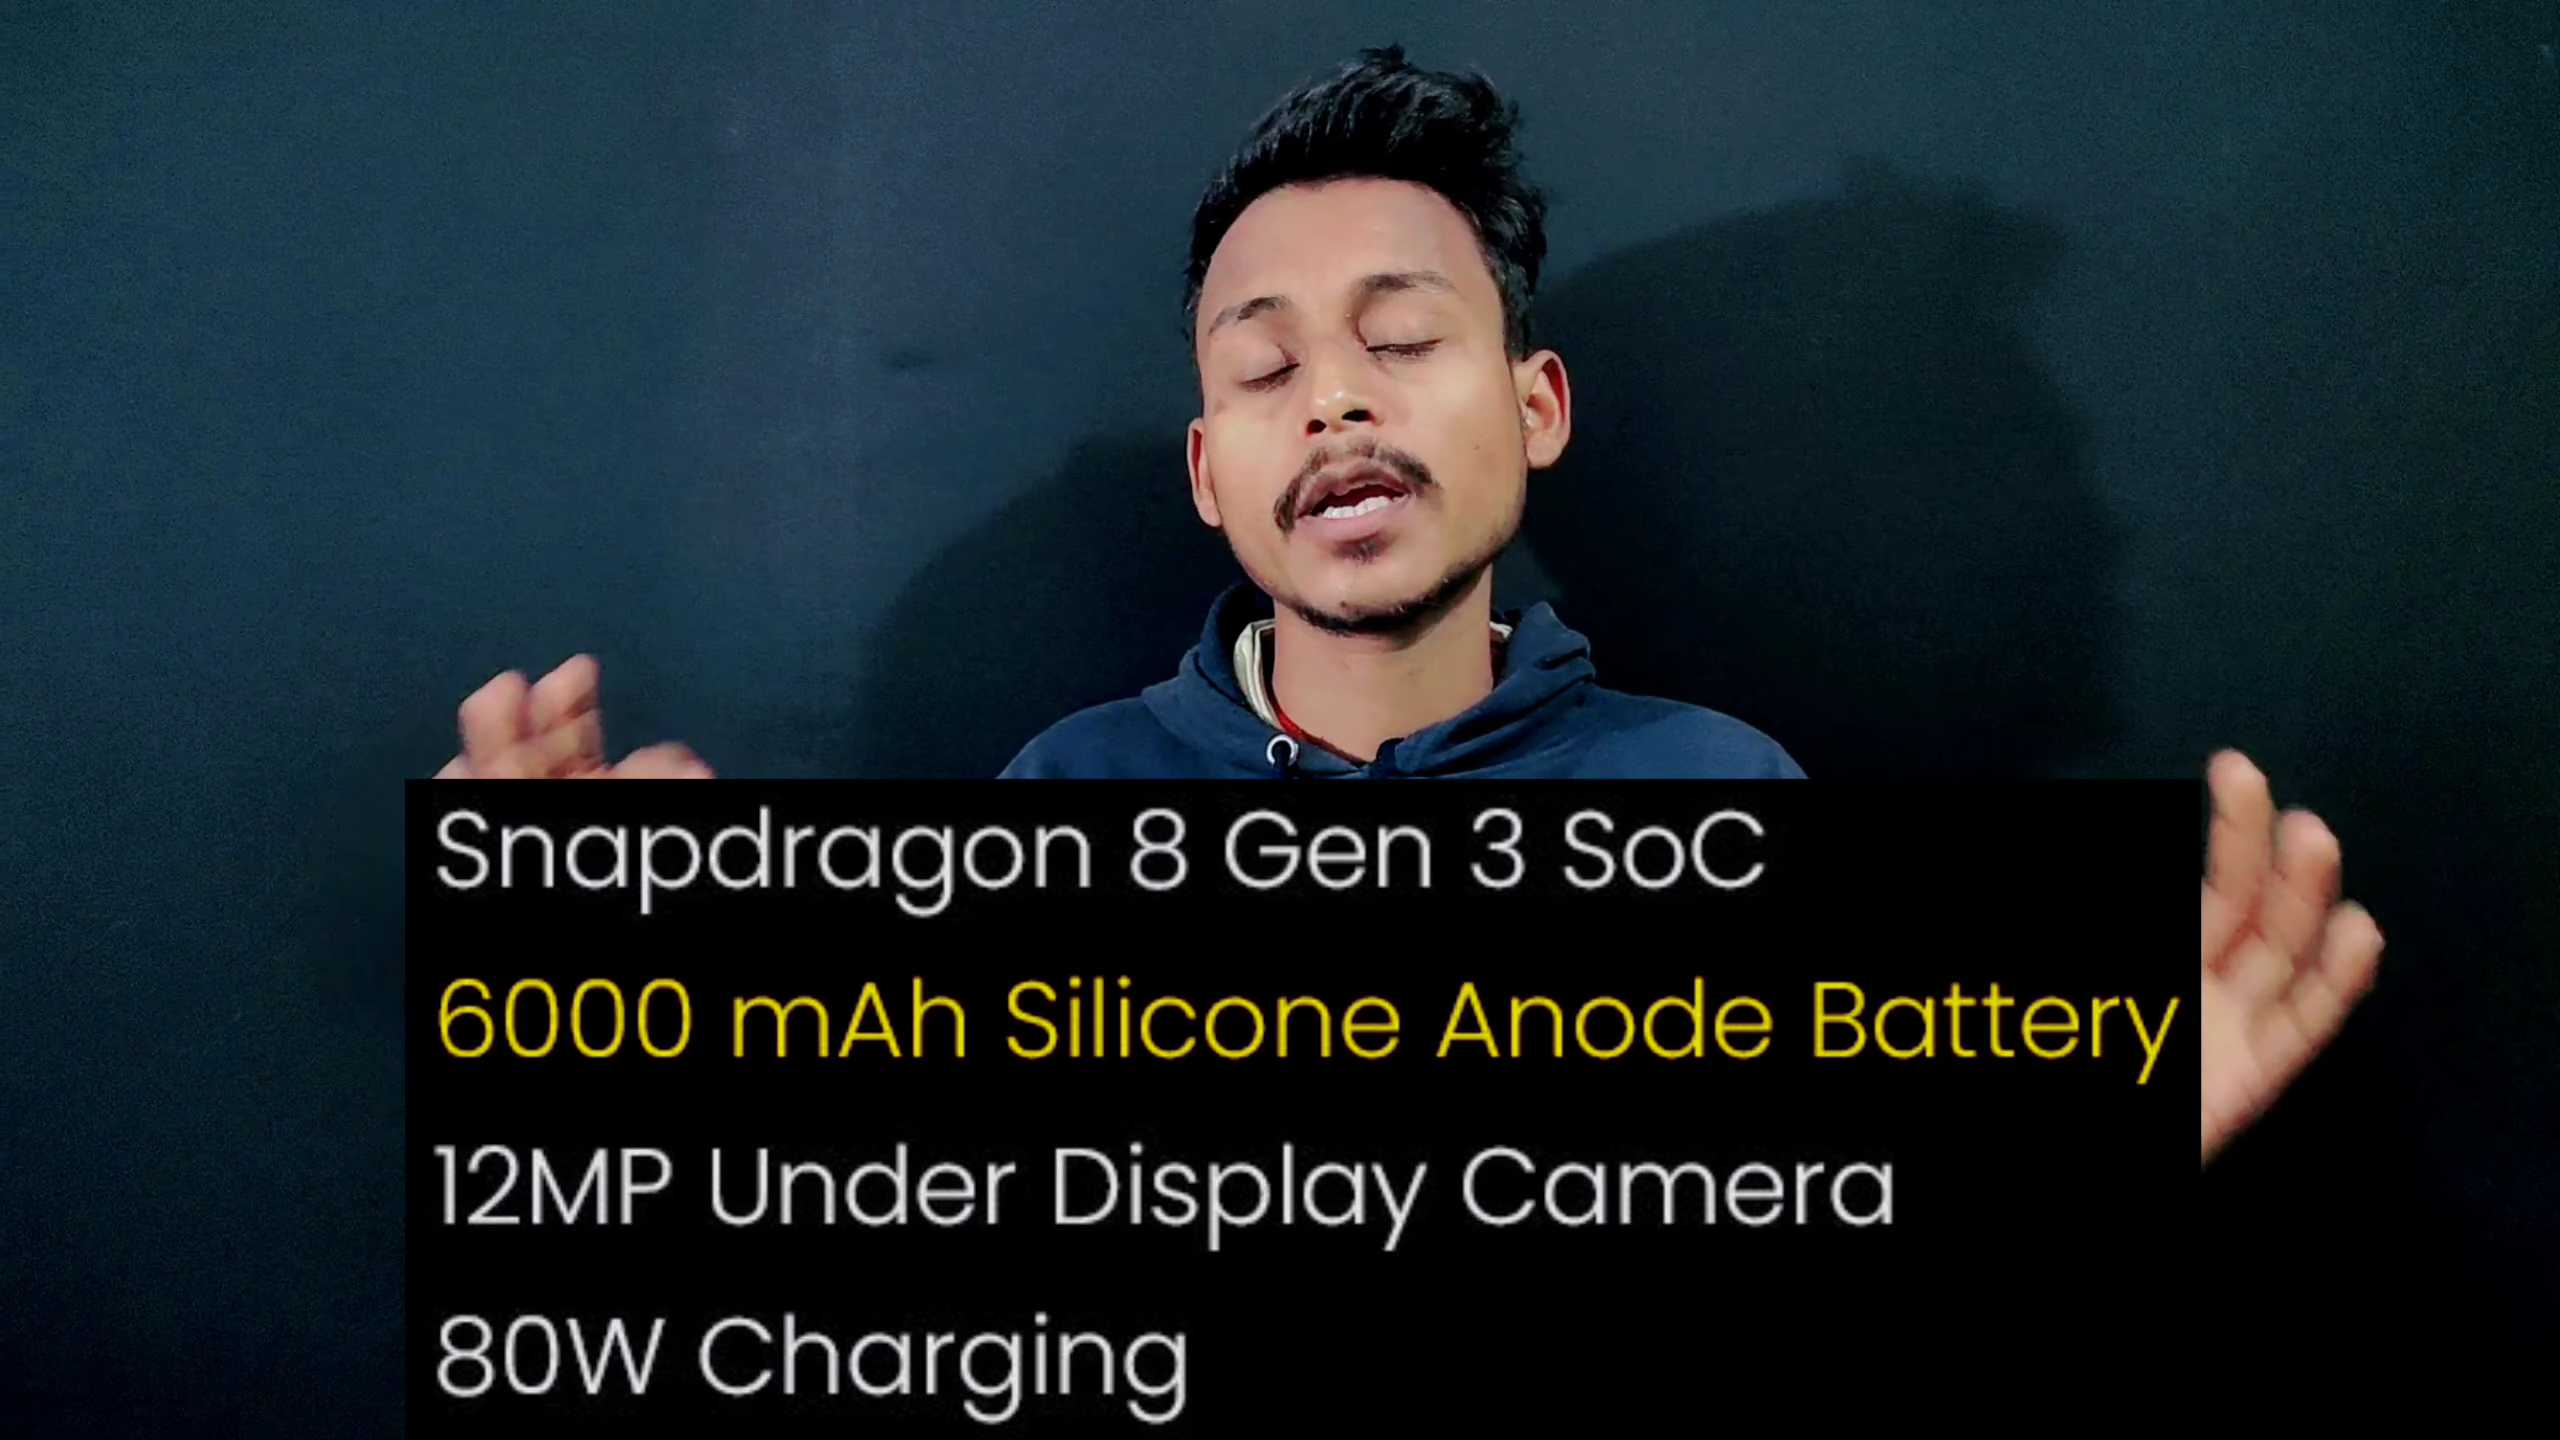 Snapdragon 8 Gen 3 SoC
6000 mAh Silicone Anode Battery
12MP Under Display Camera
80W Charging